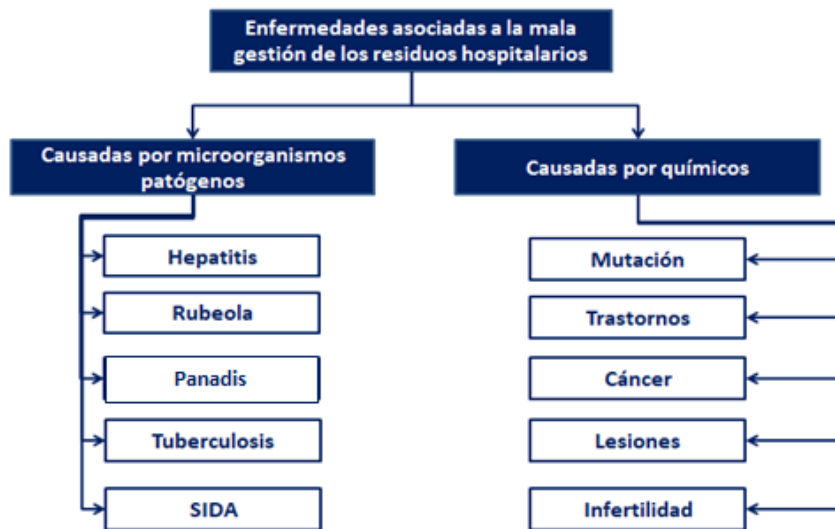 Enfermedades asociadas a la mala
gestión de los residuos hospitalarios
Causadas por microorganismos
patógenos
Hepatitis
Rubeola
Panadis
Tuberculosis
SIDA
Causadas por químicos
Mutación
Trastornos
Cáncer
Lesiones
Infertilidad